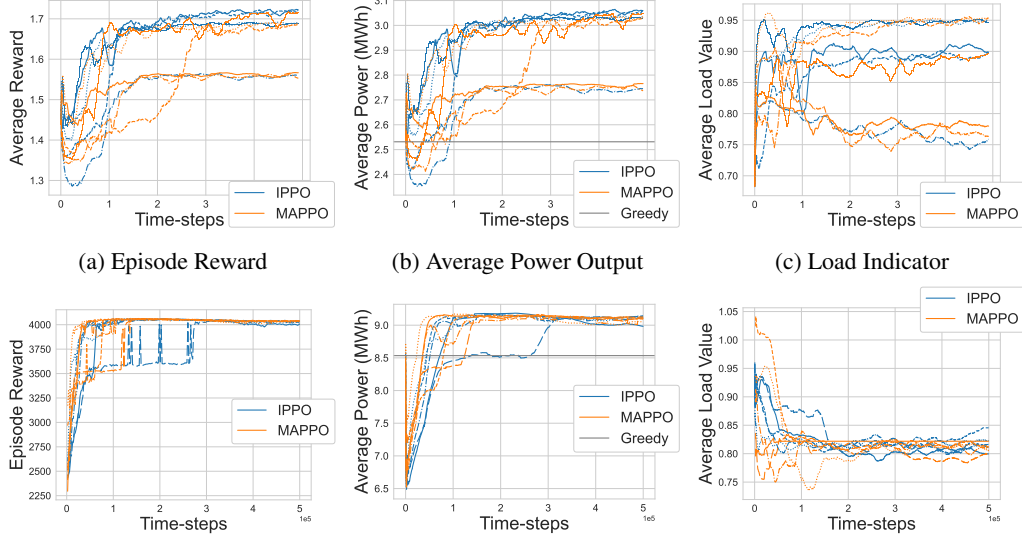 1.7
1.6
1.5
1.4
1.3
Average Reward
0 1 2 3 4 5
Time-steps
IPPO
MAPPO
(a) Episode Reward
3.1
3.0
2.9
2.8
2.7
2.6
2.5
2.4
Average Power (MWh)
0 1 2 3 4 5
Time-steps
IPPO
MAPPO
Greedy
(b) Average Power Output
0.95
0.90
0.85
0.80
0.75
0.70
Average Load Value
0 1 2 3 4 5
Time-steps
IPPO
MAPPO
(c) Load Indicator
4000
3750
3500
3250
3000
2750
2500
2250
Episode Reward
0 1 2 3 4 5
1e5
Time-steps
IPPO
MAPPO
9.0
8.5
8.0
7.5
7.0
6.5
Average Power (MWh)
0 1 2 3 4 5
1e5
Time-steps
IPPO
MAPPO
Greedy
1.05
1.00
0.95
0.90
0.85
0.80
0.75
Average Load Value
0 1 2 3 4 5
1e5
Time-steps
IPPO
MAPPO